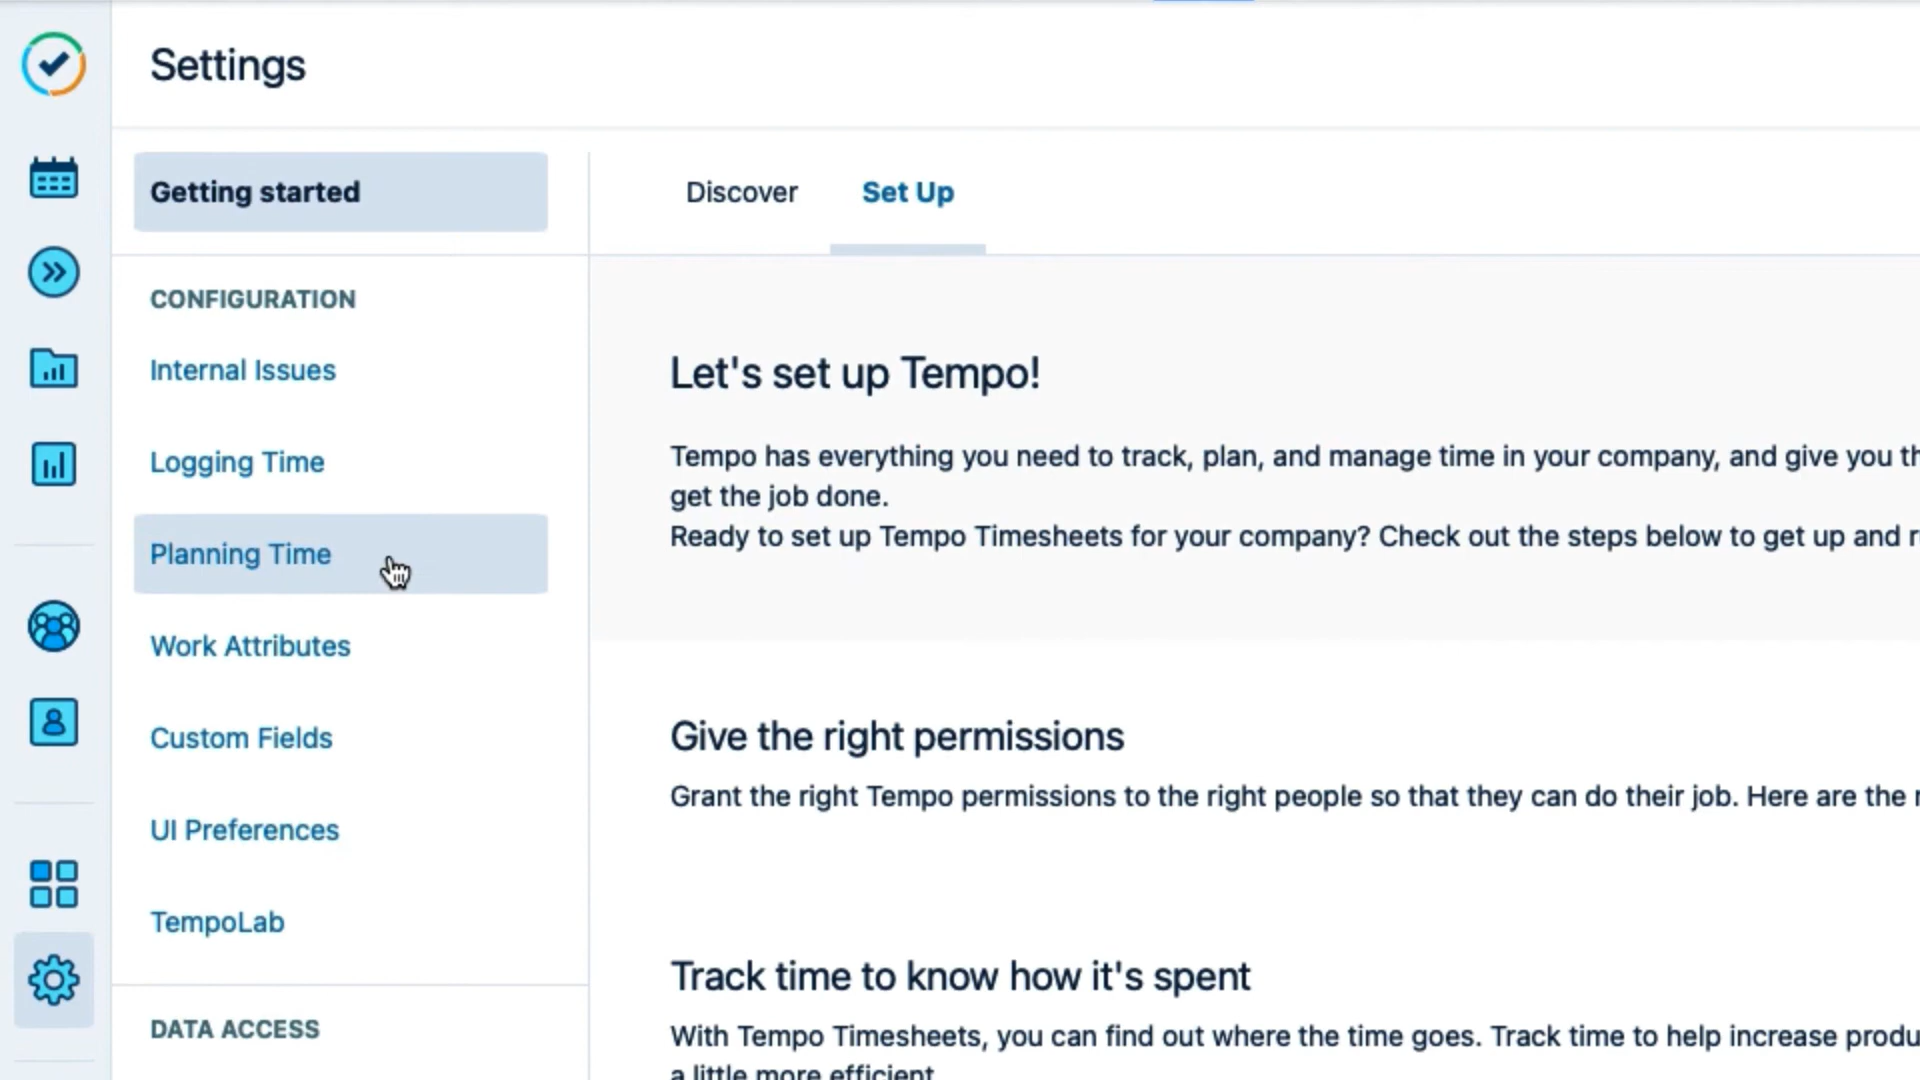 Settings
Getting started
CONFIGURATION
Internal Issues
Logging Time
Planning Time
Work Attributes
Custom Fields
UI Preferences
TempoLab
DATA ACCESS
Discover
Set Up
Let's set up Tempo!
Tempo has everything you need to track, plan, and manage time in your company, and give you
get the job done.
Ready to set up Tempo Timesheets for your company? Check out the steps below to get up and
Give the right permissions
Grant the right Tempo permissions to the right people so that they can do their job. Here are the
Track time to know how it's spent
With Tempo Timesheets, you can find out where the time goes. Track time to help increase
a little more efficient